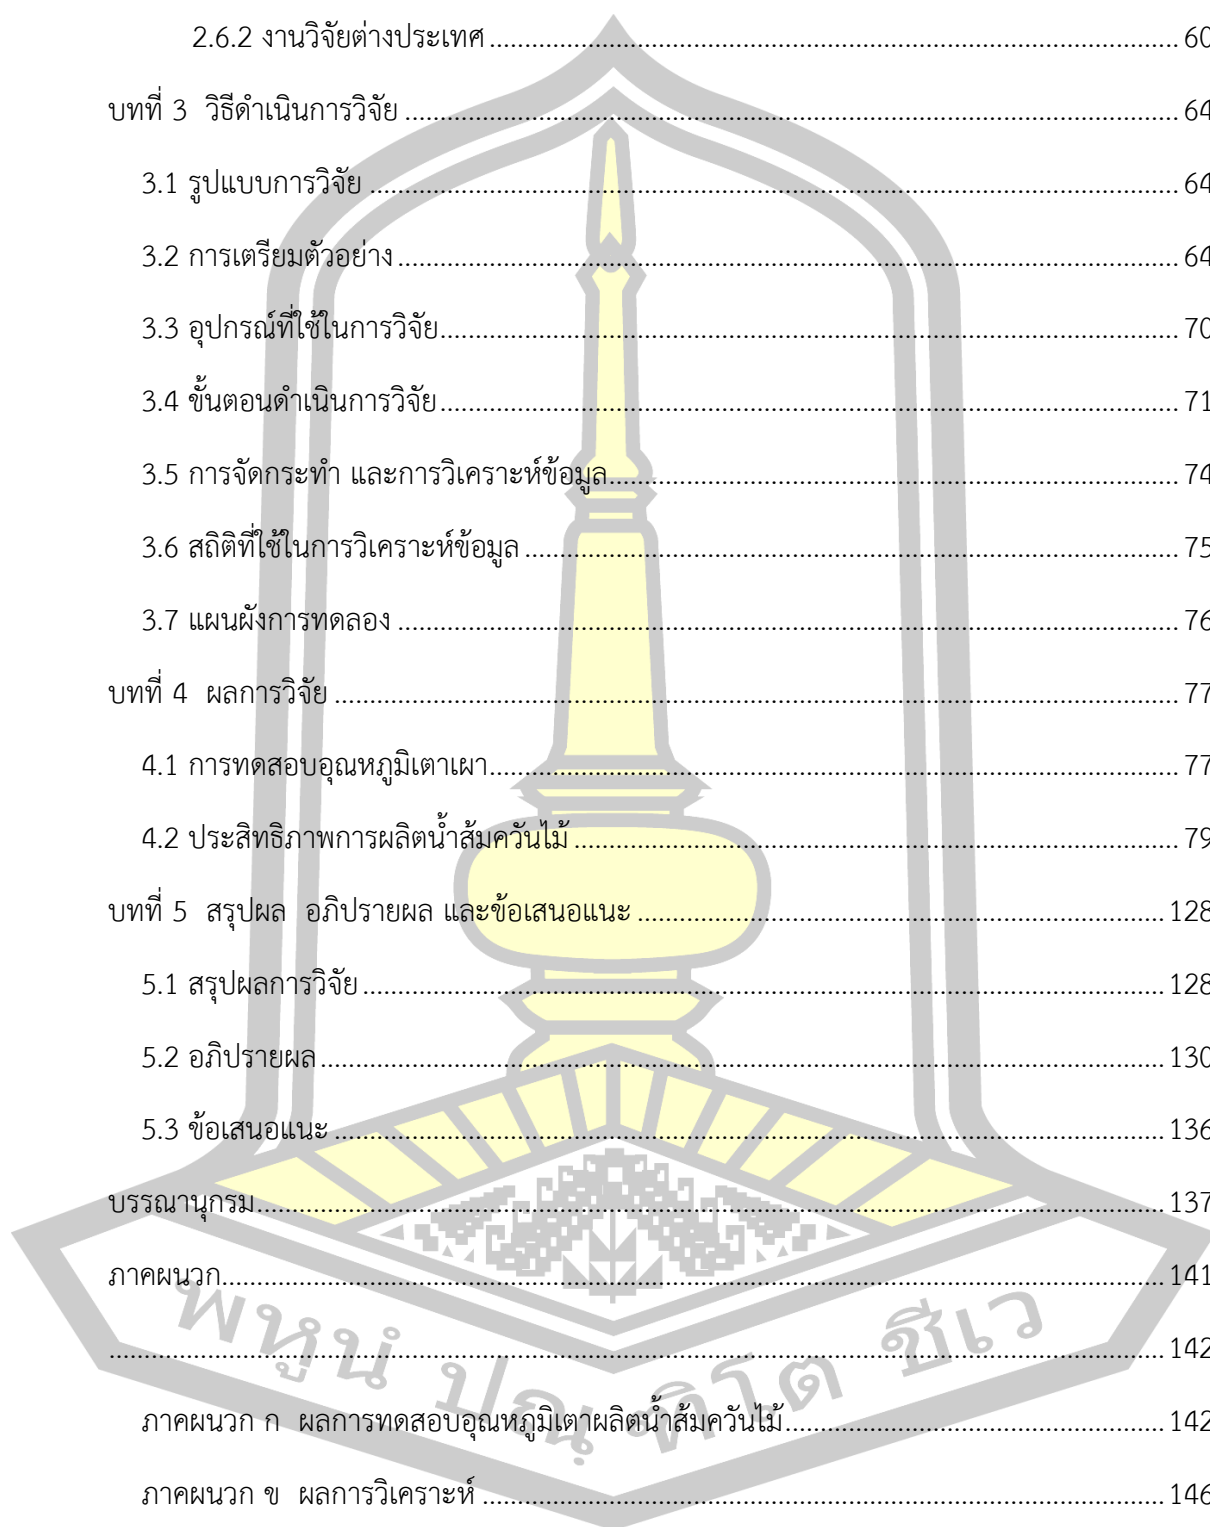 2.6.2 งานวิจัยต่างประเทศ ........ 60
บทที่ 3 วิธีดำเนินการวิจัย ........ 64
3.1 รูปแบบการวิจัย ........ 64
3.2 การเตรียมตัวอย่าง ........ 64
3.3 อุปกรณ์ที่ใช้ในการวิจัย ........ 70
3.4 ขั้นตอนดำเนินการวิจัย ........ 71
3.5 การจัดกระทำ และการวิเคราะห์ข้อมูล ........ 74
3.6 สถิติที่ใช้ในการวิเคราะห์ข้อมูล ........ 75
3.7 แผนผังการทดลอง ........ 76
บทที่ 4 ผลการวิจัย ........ 77
4.1 การทดสอบอุณหภูมิเตาเผา ........ 77
4.2 ประสิทธิภาพการผลิตน้ำส้มควันไม้ ........ 79
บทที่ 5 สรุปผล อภิปรายผล และข้อเสนอแนะ ........ 128
5.1 สรุปผลการวิจัย ........ 128
5.2 อภิปรายผล ........ 130
5.3 ข้อเสนอแนะ ........ 136
บรรณานุกรม ........ 137
ภาคผนวก ........ 141
........ 142
ภาคผนวก ก ผลการทดสอบอุณหภูมิเตาผลิตน้ำส้มควันไม้ ........ 142
ภาคผนวก ข ผลการวิเคราะห์ ........ 146
พหูนํ ปณฺฑิโต ชีเว